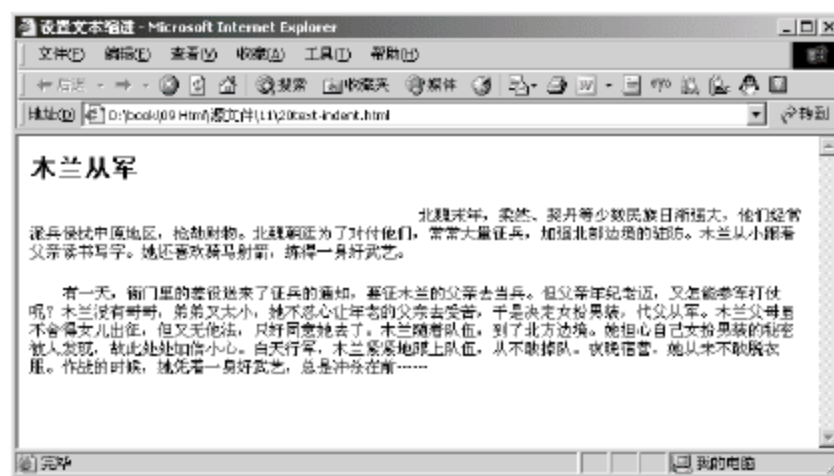 设置文本缩进 - Microsoft Internet Explorer
文件(F) 编辑(E) 查看(V) 收藏(A) 工具(T) 帮助(H)
后退 搜索 收藏夹 媒体
地址(D) D:\book\09 Html\源文件\11\20text-indent.html 转到
木兰从军
北魏末年，柔然、契丹等少数民族日渐强大，他们经常
派兵侵扰中原地区，抢劫财物。北魏朝廷为了对付他们，常常大量征兵，加强北部边境的驻防。木兰从小跟着
父亲读书写字。她还喜欢骑马射箭，练得一身好武艺。
有一天，衙门里的差役送来了征兵的通知，要征木兰的父亲去当兵。但父亲年纪老迈，又怎能参军打仗
呢？木兰没有哥哥，弟弟又太小，她不忍心让年老的父亲去受苦，于是决定女扮男装，代父从军。木兰父母虽
不舍得女儿出征，但又无他法，只好同意她去了。木兰随着队伍，到了北方边境。她担心自己女扮男装的秘密
被人发现，故此处处加倍小心。白天行军，木兰紧紧地跟上队伍，从不敢掉队。夜晚宿营，她从来不敢脱衣
服。作战的时候，她凭着一身好武艺，总是冲杀在前……
完毕 我的电脑